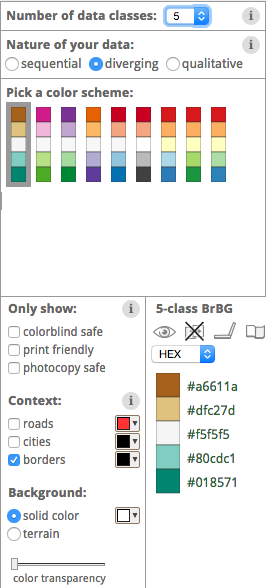 Number of data classes: 5 i
Nature of your data: i
sequential diverging qualitative
Pick a color scheme:
Only show: i
colorblind safe
print friendly
photocopy safe
Context: i
roads
cities
borders
Background:
solid color
terrain
color transparency
5-class BrBG
HEX
#a6611a
#dfc27d
#f5f5f5
#80cdc1
#018571